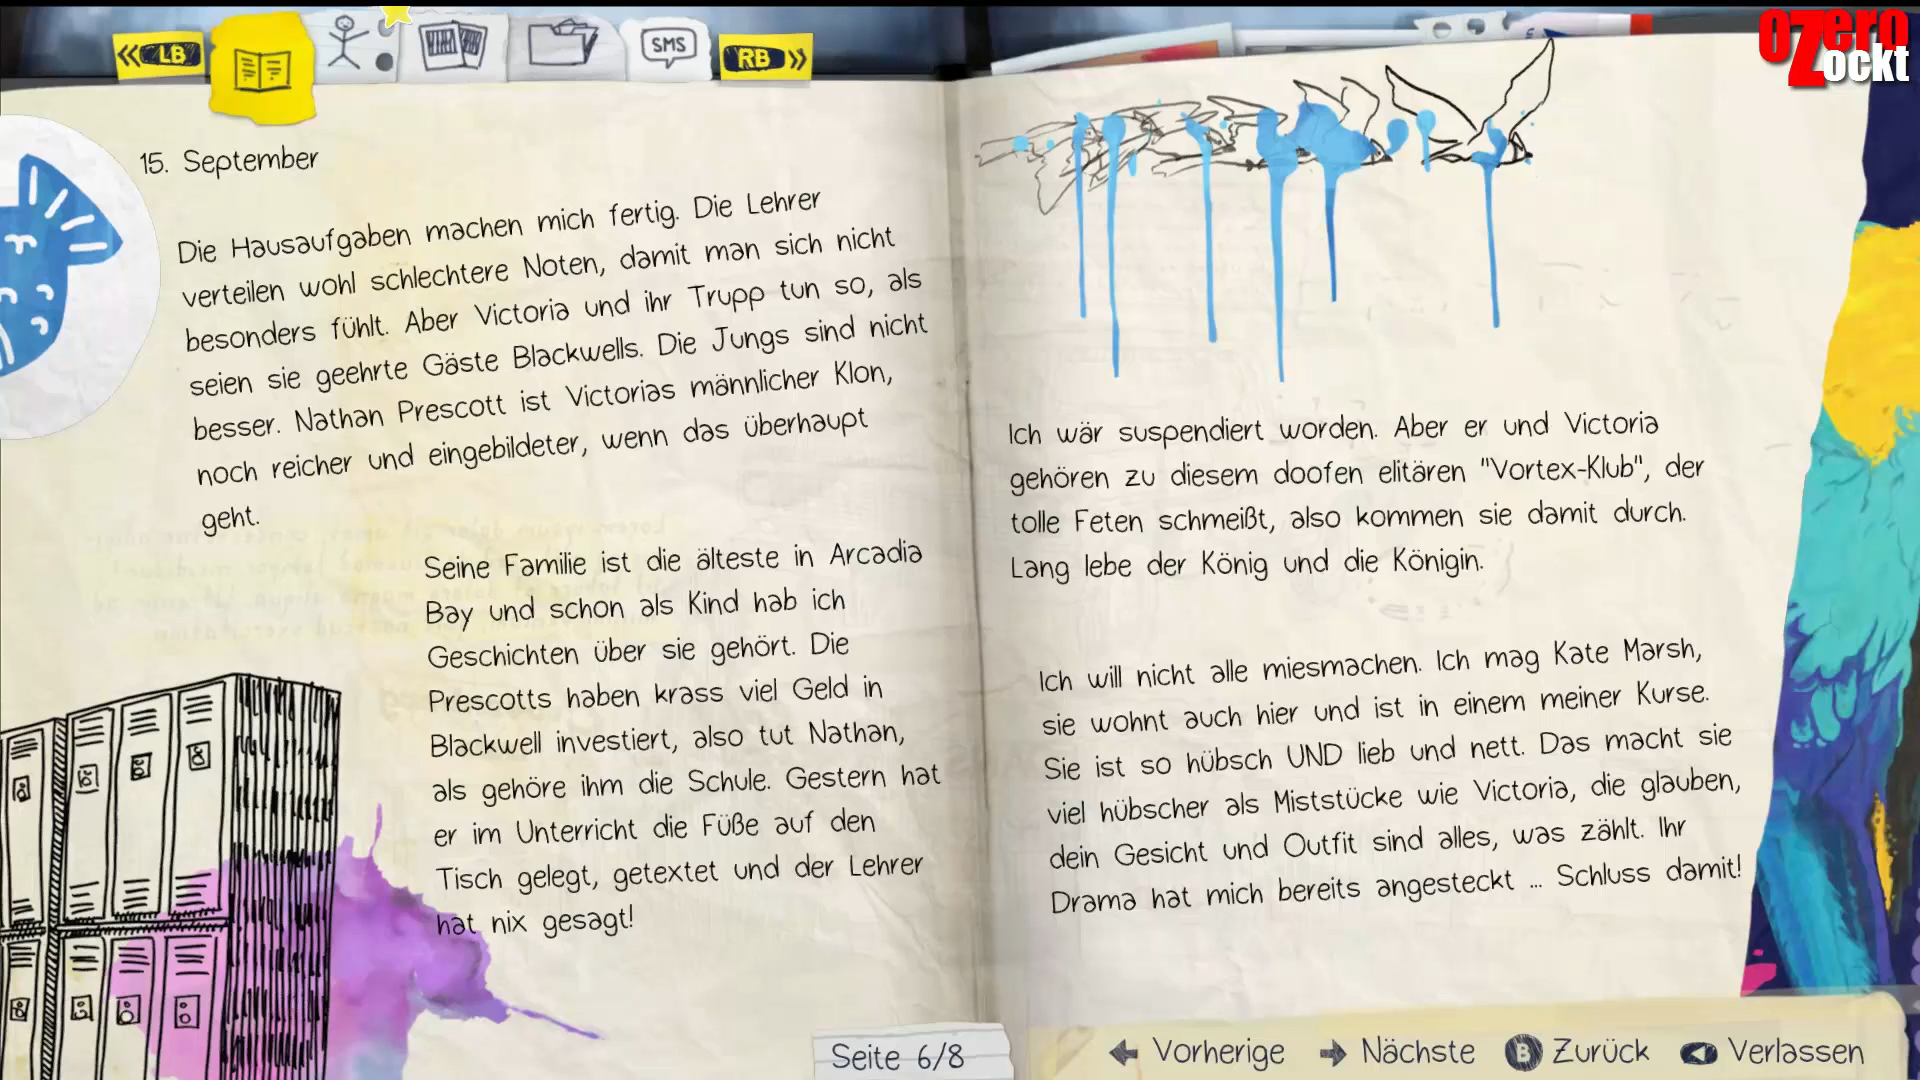 LB
SMS
RB
OZero
Zockt
15. September
Die Hausaufgaben machen mich fertig. Die Lehrer
verteilen wohl schlechtere Noten, damit man sich nicht
besonders fühlt. Aber Victoria und ihr Trupp tun so, als
seien sie geehrte Gäste Blackwells. Die Jungs sind nicht
besser. Nathan Prescott ist Victorias männlicher Klon,
noch reicher und eingebildeter, wenn das überhaupt
geht.
Seine Familie ist die älteste in Arcadia
Bay und schon als Kind hab ich
Geschichten über sie gehört. Die
Prescotts haben krass viel Geld in
Blackwell investiert, also tut Nathan,
als gehöre ihm die Schule. Gestern hat
er im Unterricht die Füße auf den
Tisch gelegt, getextet und der Lehrer
hat nix gesagt!
Ich wär suspendiert worden. Aber er und Victoria
gehören zu diesem doofen elitären "Vortex-Klub", der
tolle Feten schmeißt, also kommen sie damit durch.
Lang lebe der König und die Königin.
Ich will nicht alle miesmachen. Ich mag Kate Marsh,
sie wohnt auch hier und ist in einem meiner Kurse.
Sie ist so hübsch UND lieb und nett. Das macht sie
viel hübscher als Miststücke wie Victoria, die glauben,
dein Gesicht und Outfit sind alles, was zählt. Ihr
Drama hat mich bereits angesteckt ... Schluss damit!
Seite 6/8
Vorherige
Nächste
B Zurück
Verlassen